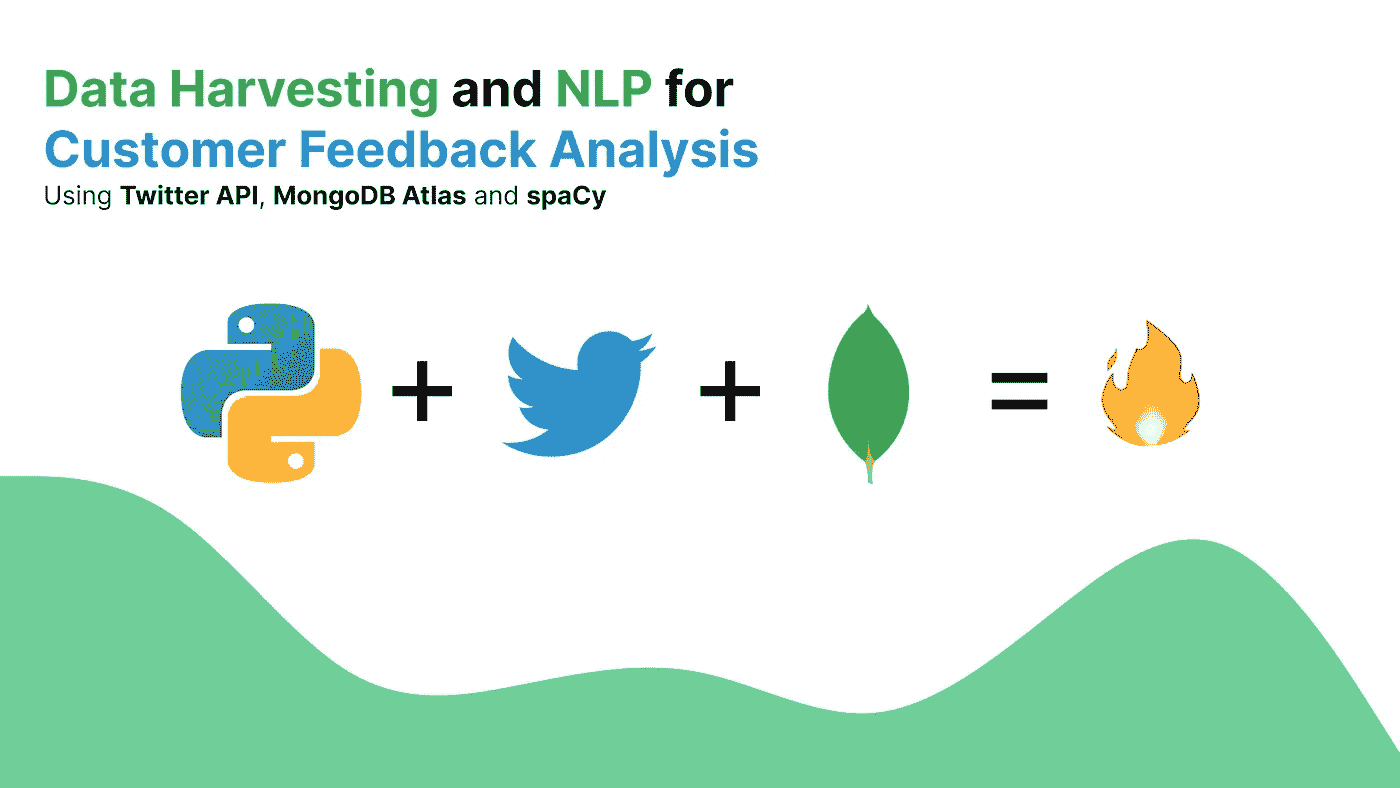 Data Harvesting and NLP for
Customer Feedback Analysis
Using Twitter API, MongoDB Atlas and spaCy
+ + =